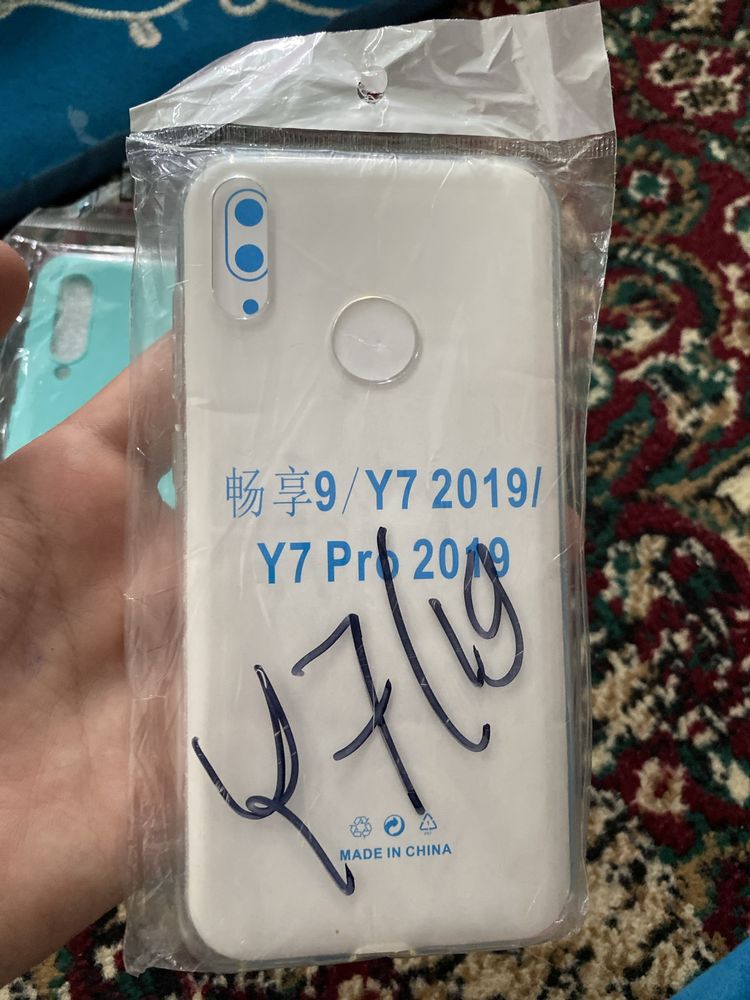 畅享9/Y7 2019/
Y7 Pro 2019
Y7/19
MADE IN CHINA